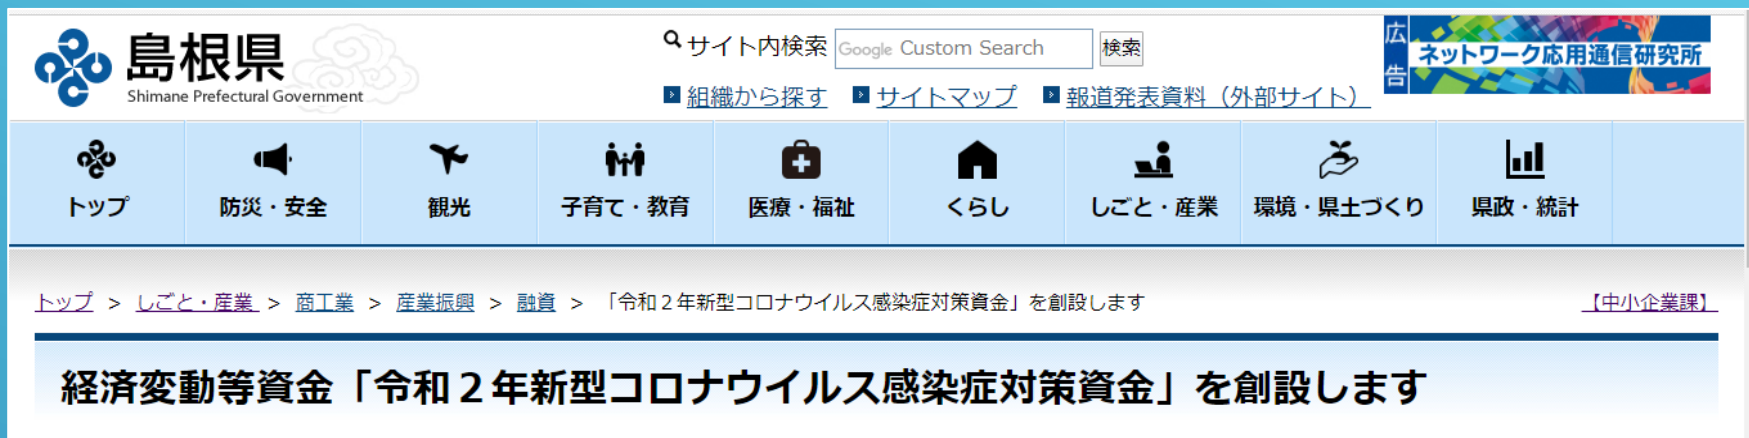 島根県
Shimane Prefectural Government
サイト内検索 Google Custom Search 検索
組織から探す サイトマップ 報道発表資料（外部サイト）
広告
ネットワーク応用通信研究所
トップ 防災・安全 観光 子育て・教育 医療・福祉 くらし しごと・産業 環境・県土づくり 県政・統計
トップ > しごと・産業 > 商工業 > 産業振興 > 融資 > 「令和２年新型コロナウイルス感染症対策資金」を創設します 【中小企業課】
経済変動等資金「令和２年新型コロナウイルス感染症対策資金」を創設します